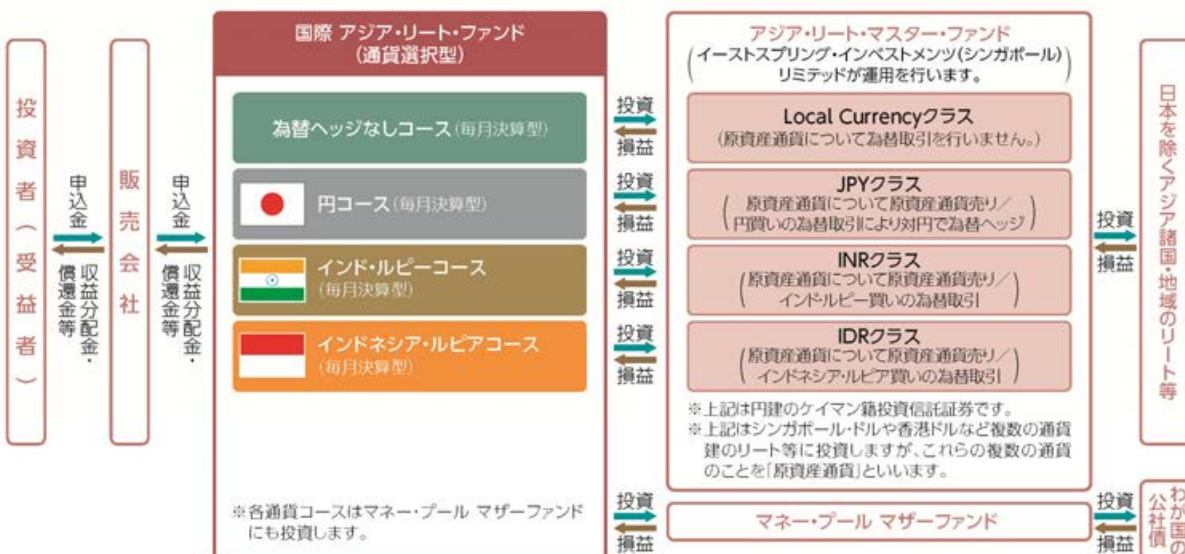 投資者（受益者）
申込金
収益分配金・
償還金等
販売会社
申込金
収益分配金・
償還金等
国際 アジア・リート・ファンド
(通貨選択型)
為替ヘッジなしコース(毎月決算型)
円コース(毎月決算型)
インド・ルピーコース
(毎月決算型)
インドネシア・ルピアコース
(毎月決算型)
※各通貨コースはマネー・プール マザーファンド
にも投資します。
投資
損益
投資
損益
投資
損益
投資
損益
投資
損益
アジア・リート・マスター・ファンド
(イーストスプリング・インベストメンツ(シンガポール)
リミテッドが運用を行います。)
Local Currencyクラス
(原資産通貨について為替取引を行いません。)
JPYクラス
(原資産通貨について原資産通貨売り／
円買いの為替取引により対円で為替ヘッジ)
INRクラス
(原資産通貨について原資産通貨売り／
インド・ルピー買いの為替取引)
IDRクラス
(原資産通貨について原資産通貨売り／
インドネシア・ルピア買いの為替取引)
※上記は円建のケイマン籍投資信託証券です。
※上記はシンガポール・ドルや香港ドルなど複数の通貨
建のリート等に投資しますが、これらの複数の通貨
のことを「原資産通貨」といいます。
マネー・プール マザーファンド
投資
損益
投資
損益
日本を除くアジア諸国・地域のリート等
わが国の
公社債